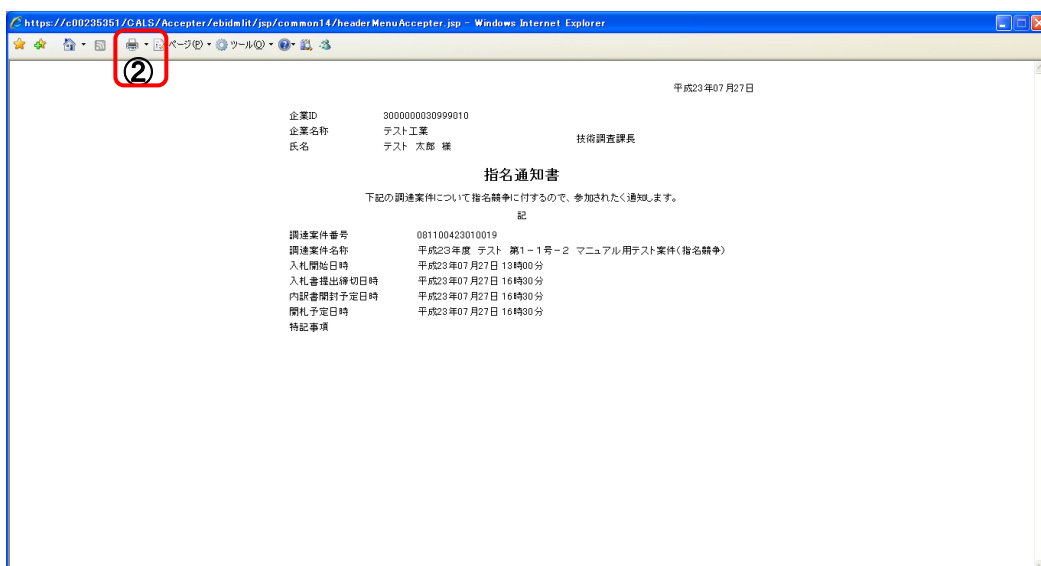 https://c00235351/CALS/Accepter/ebidmlit/jsp/common14/headerMenuAccepter.jsp - Windows Internet Explorer
ページ(P) ツール(O)
②
平成23年07月27日
企業ID 3000000030999010
企業名称 テスト工業
技術調査課長
氏名 テスト 太郎 様
指名通知書
下記の調達案件について指名競争に付するので、参加されたく通知します。
記
調達案件番号 081100423010019
調達案件名称 平成23年度 テスト 第1-1号-2 マニュアル用テスト案件(指名競争)
入札開始日時 平成23年07月27日 13時00分
入札書提出締切日時 平成23年07月27日 16時30分
内訳書開封予定日時 平成23年07月27日 16時30分
開札予定日時 平成23年07月27日 16時30分
特記事項